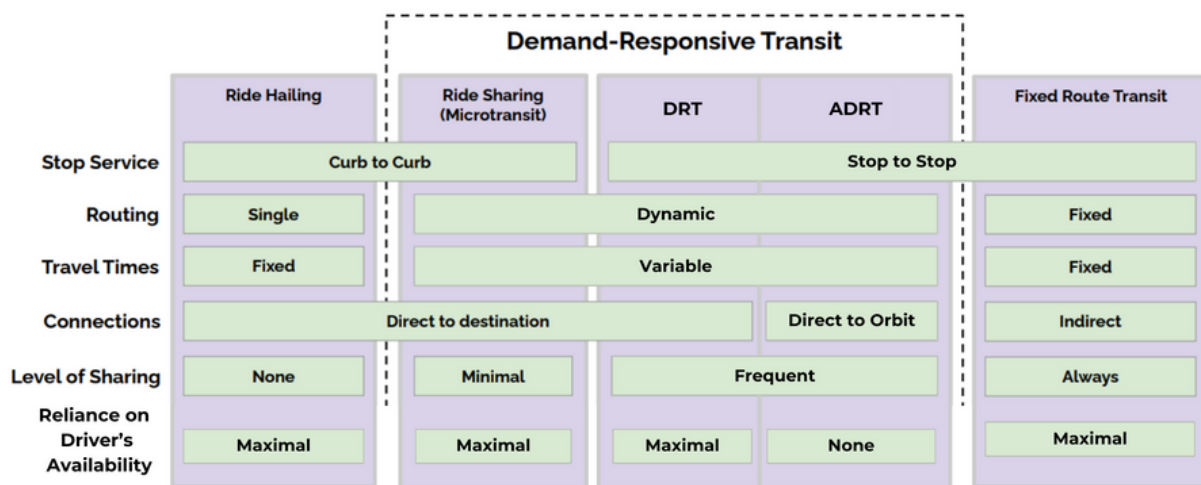 Demand-Responsive Transit
Ride Hailing
Ride Sharing
(Microtransit)
DRT
ADRT
Fixed Route Transit
Stop Service
Curb to Curb
Stop to Stop
Routing
Single
Dynamic
Fixed
Travel Times
Fixed
Variable
Fixed
Connections
Direct to destination
Direct to Orbit
Indirect
Level of Sharing
None
Minimal
Frequent
Always
Reliance on
Driver's
Availability
Maximal
Maximal
Maximal
None
Maximal